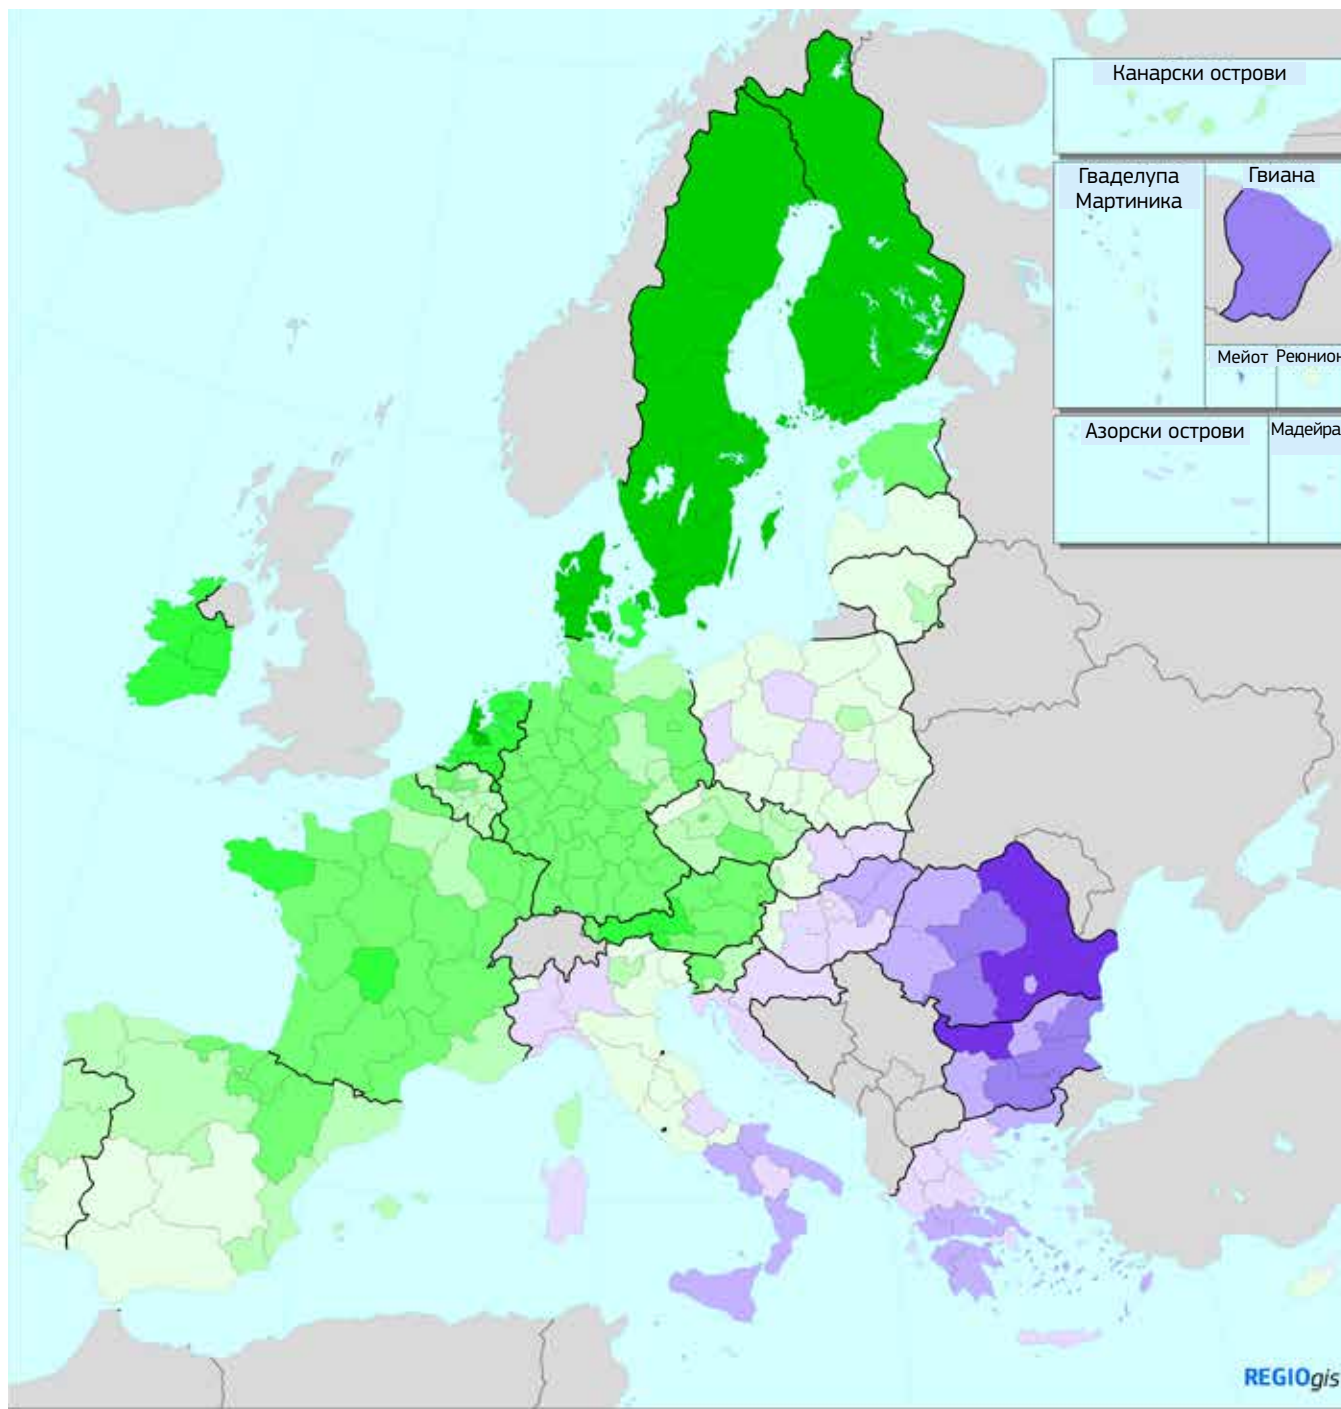 Канарски острови
Гваделупа
Мартиника
Гвиана
Мейот
Реюнион
Азорски острови
Мадейра
REGIOgis